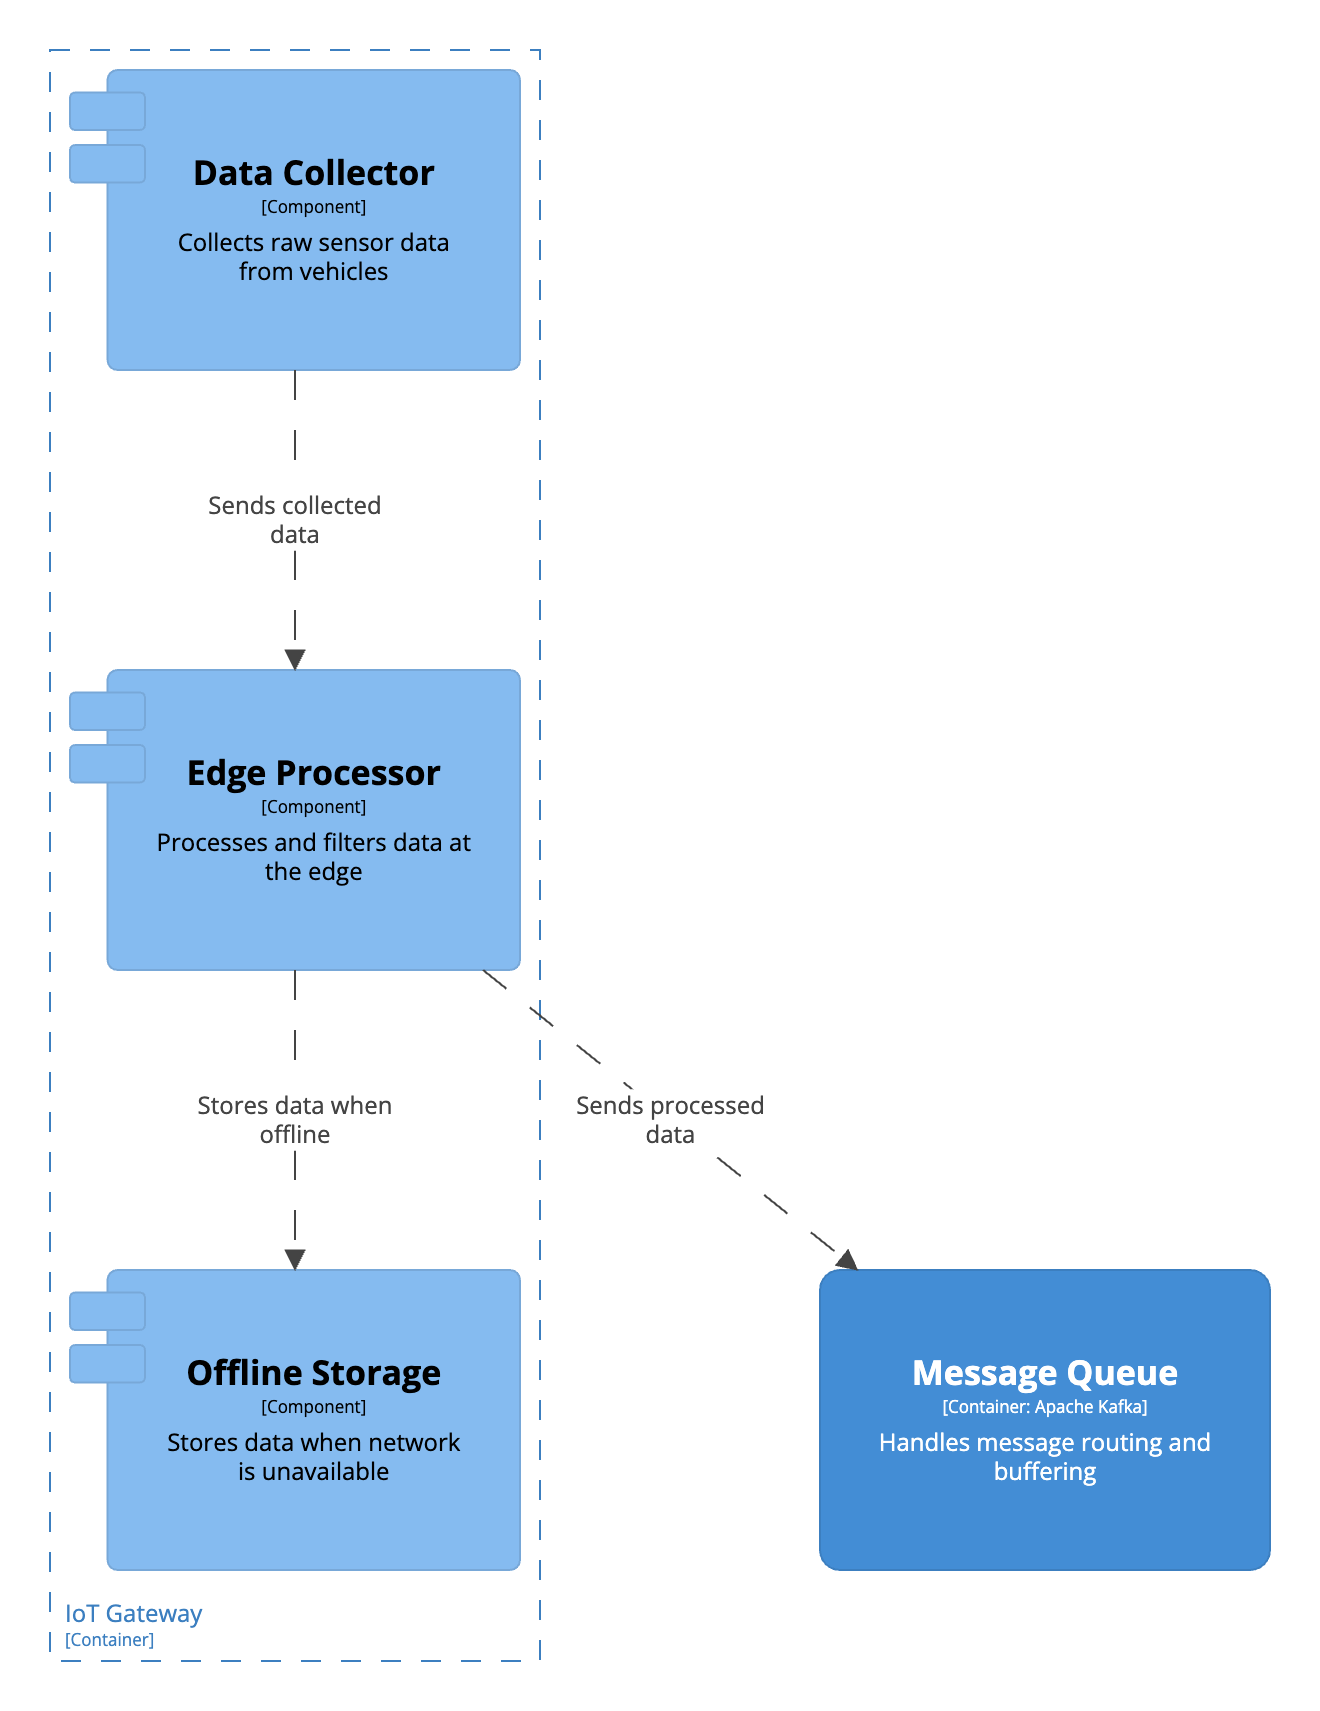 Data Collector
[Component]
Collects raw sensor data
from vehicles
Sends collected
data
Edge Processor
[Component]
Processes and filters data at
the edge
Stores data when
offline
Sends processed
data
Offline Storage
[Component]
Stores data when network
is unavailable
Message Queue
[Container: Apache Kafka]
Handles message routing and
buffering
IoT Gateway
[Container]